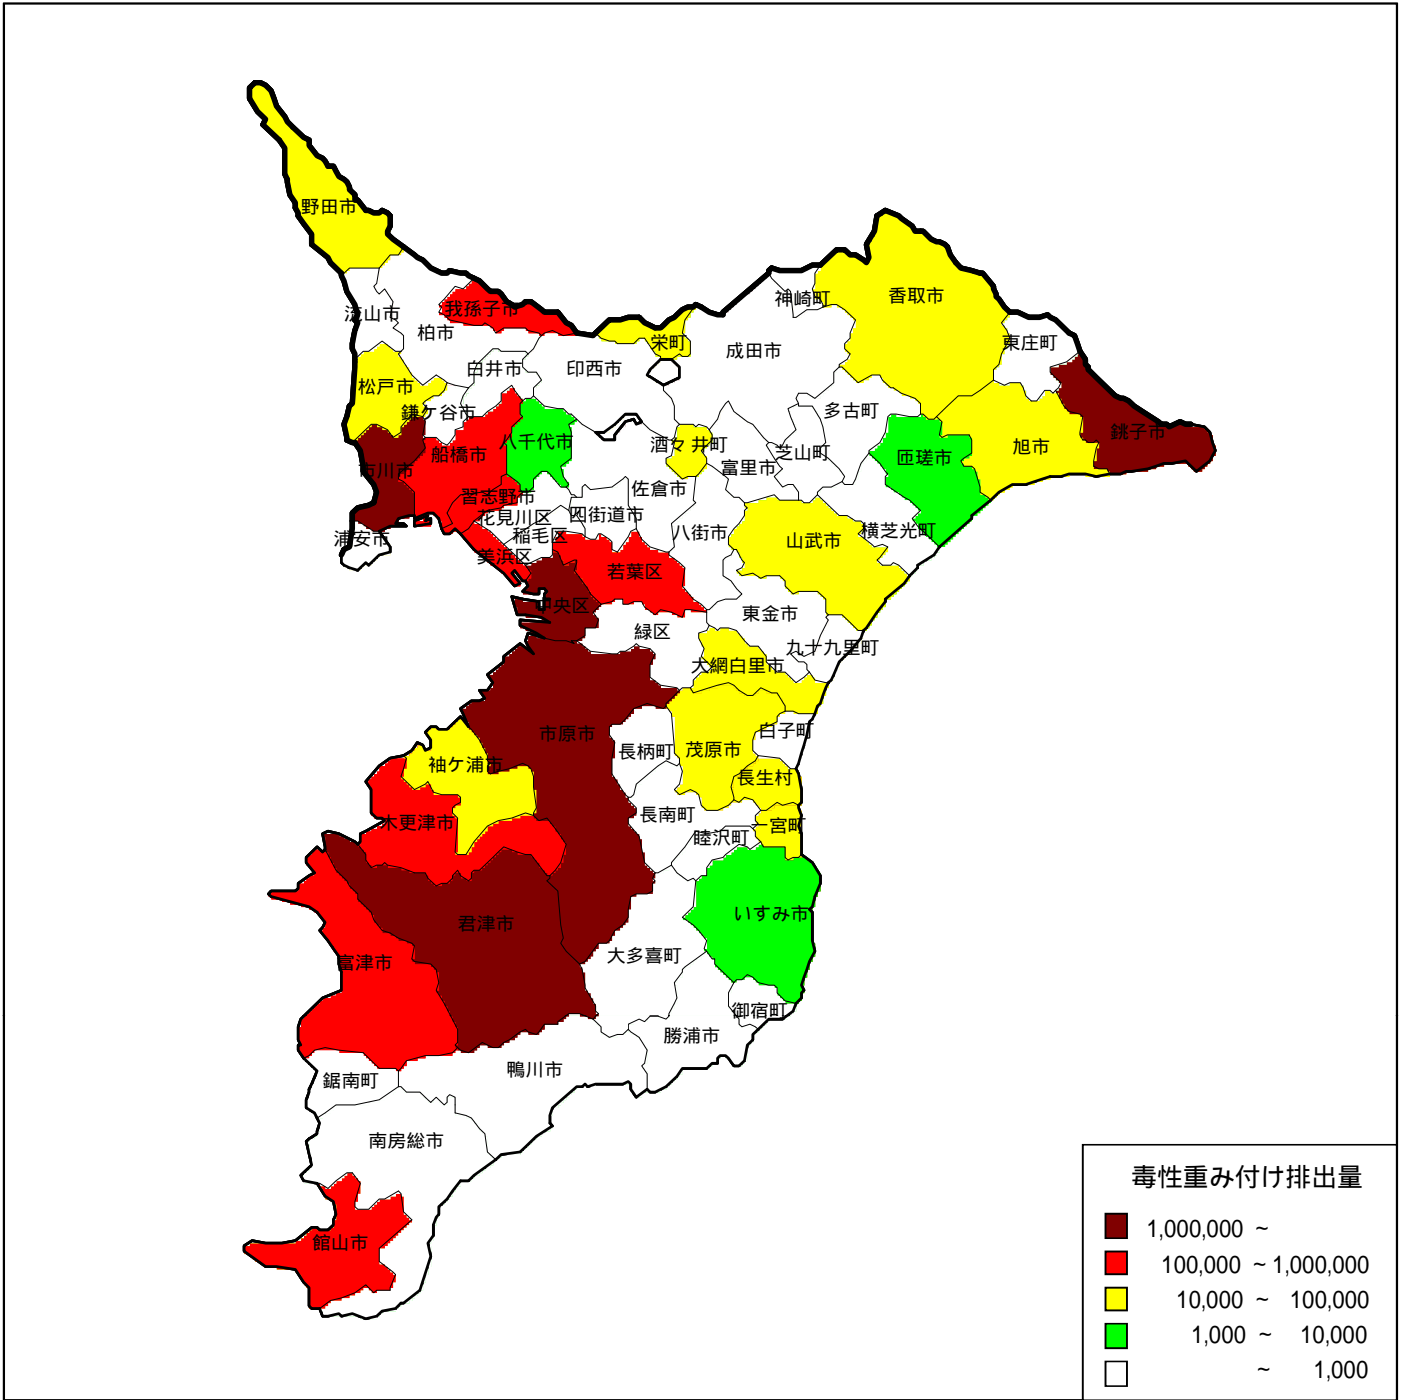 野田市
香取市
神崎町
我孫子市
流山市
柏市
栄町
成田市
東庄町
印西市
白井市
松戸市
鎌ケ谷市
多古町
銚子市
八千代市
酒々井町
旭市
船橋市
芝山町
匝瑳市
富里市
市川市
佐倉市
習志野市
四街道市
花見川区
八街市
横芝光町
稲毛区
浦安市
山武市
美浜区
若葉区
中央区
東金市
緑区
九十九里町
大網白里市
白子町
市原市
長柄町
茂原市
袖ケ浦市
長生村
長南町
木更津市
一宮町
睦沢町
いすみ市
君津市
大多喜町
富津市
御宿町
勝浦市
鴨川市
鋸南町
南房総市
館山市
毒性重み付け排出量
1,000,000 ~
100,000 ~ 1,000,000
10,000 ~ 100,000
1,000 ~ 10,000
~ 1,000